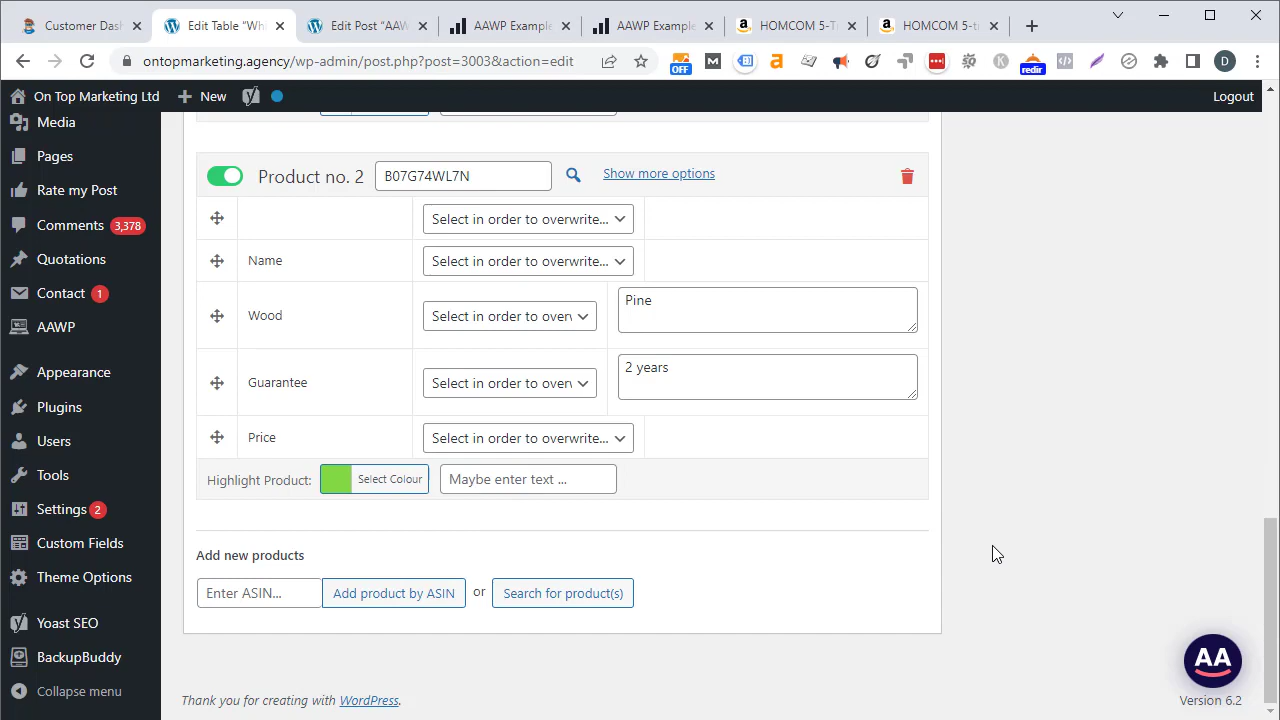 Customer Dash
Edit Table "Whi
Edit Post "AAW
AAWP Example
AAWP Example
HOMCOM 5-T
HOMCOM 5-t
ontopmarketing.agency/wp-admin/post.php?post=3003&action=edit
OFF
redir
D
On Top Marketing Ltd
New
Logout
Media
Pages
Rate my Post
Comments 3,378
Quotations
Contact 1
AAWP
Appearance
Plugins
Users
Tools
Settings 2
Custom Fields
Theme Options
Yoast SEO
BackupBuddy
Collapse menu
Product no. 2 B07G74WL7N Show more options
Select in order to overwrite...
Name Select in order to overwrite...
Wood Select in order to overv Pine
Guarantee Select in order to overv 2 years
Price Select in order to overwrite...
Highlight Product: Select Colour Maybe enter text ...
Add new products
Enter ASIN... Add product by ASIN or Search for product(s)
Thank you for creating with WordPress.
AA
Version 6.2